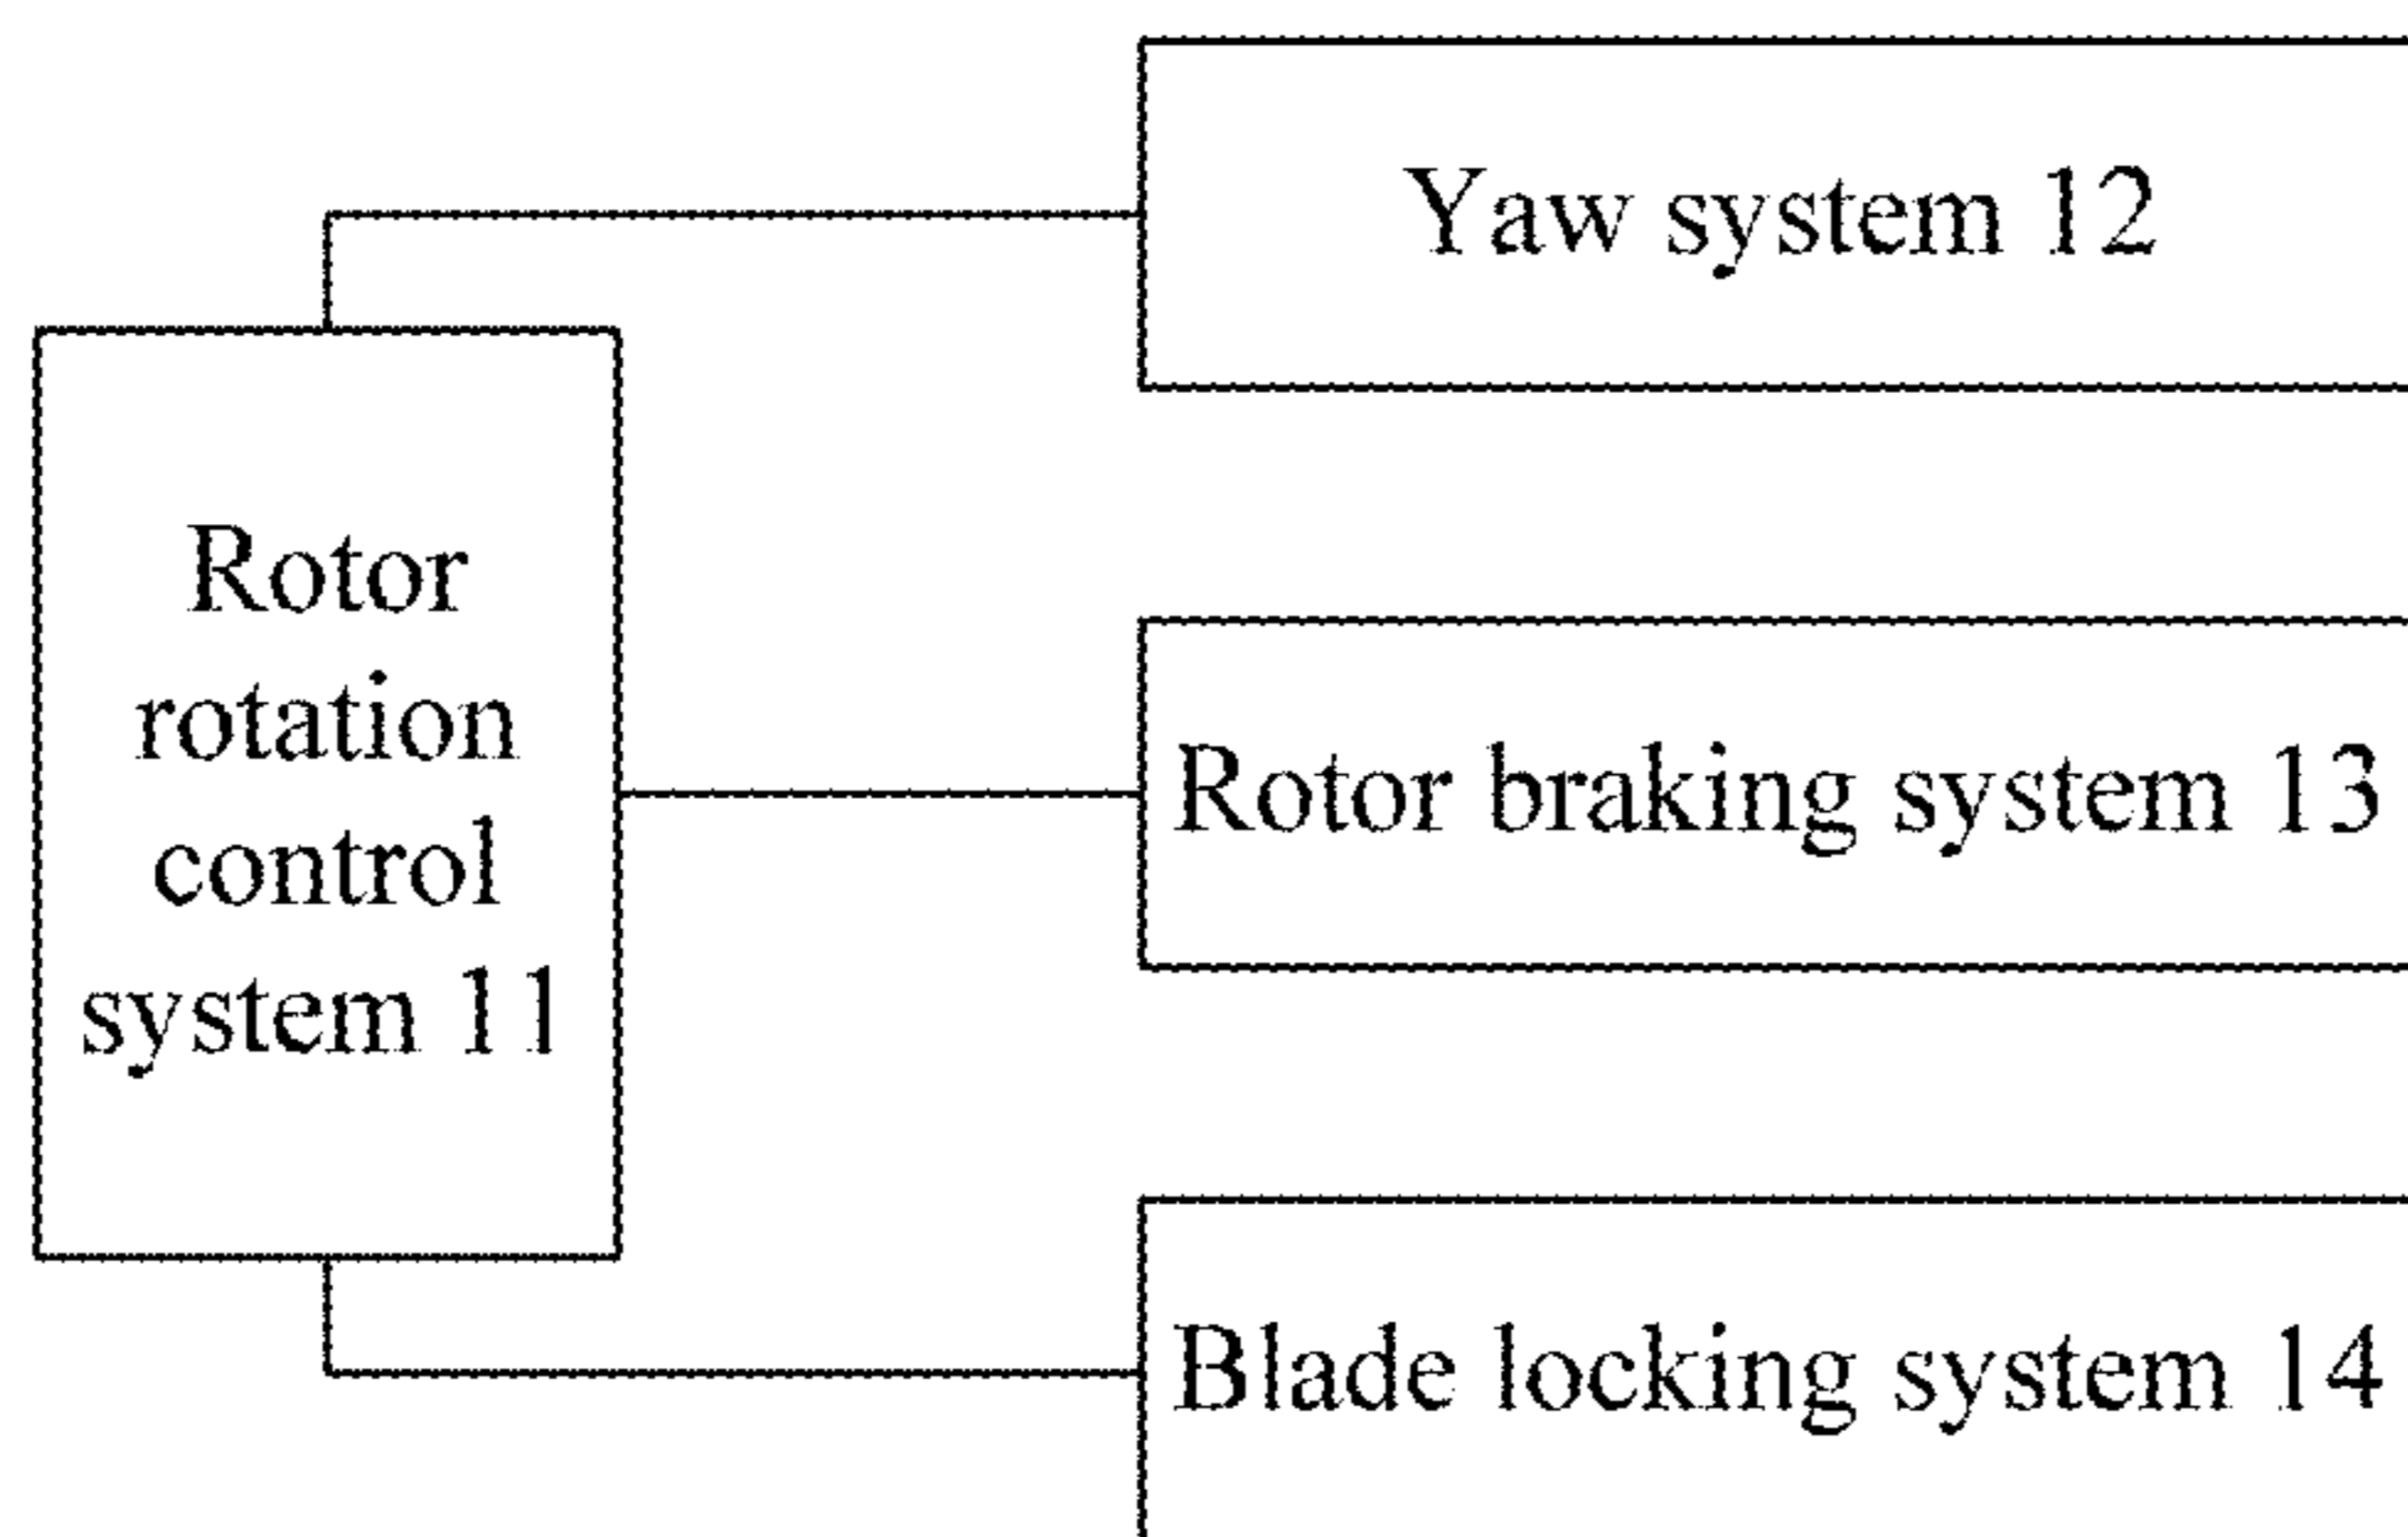 Yaw system 12
Rotor
rotation
control
system 11
Rotor braking system 13
Blade locking system 14